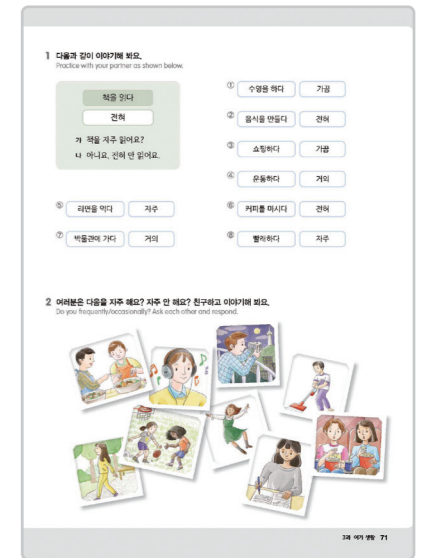 1 다음과 같이 이야기해 봐요.
Practice with your partner as shown below.
책을 읽다
전혀
가 책을 자주 읽어요?
나 아니요, 전혀 안 읽어요.
① 수영을 하다 가끔
② 음식을 만들다 전혀
③ 쇼핑하다 가끔
④ 운동하다 거의
⑤ 라면을 먹다 자주
⑥ 커피를 마시다 전혀
⑦ 박물관에 가다 거의
⑧ 빨래하다 자주
2 여러분은 다음을 자주 해요? 자주 안 해요? 친구하고 이야기해 봐요.
Do you frequently/occasionally? Ask each other and respond.
3과 여가 생활 71